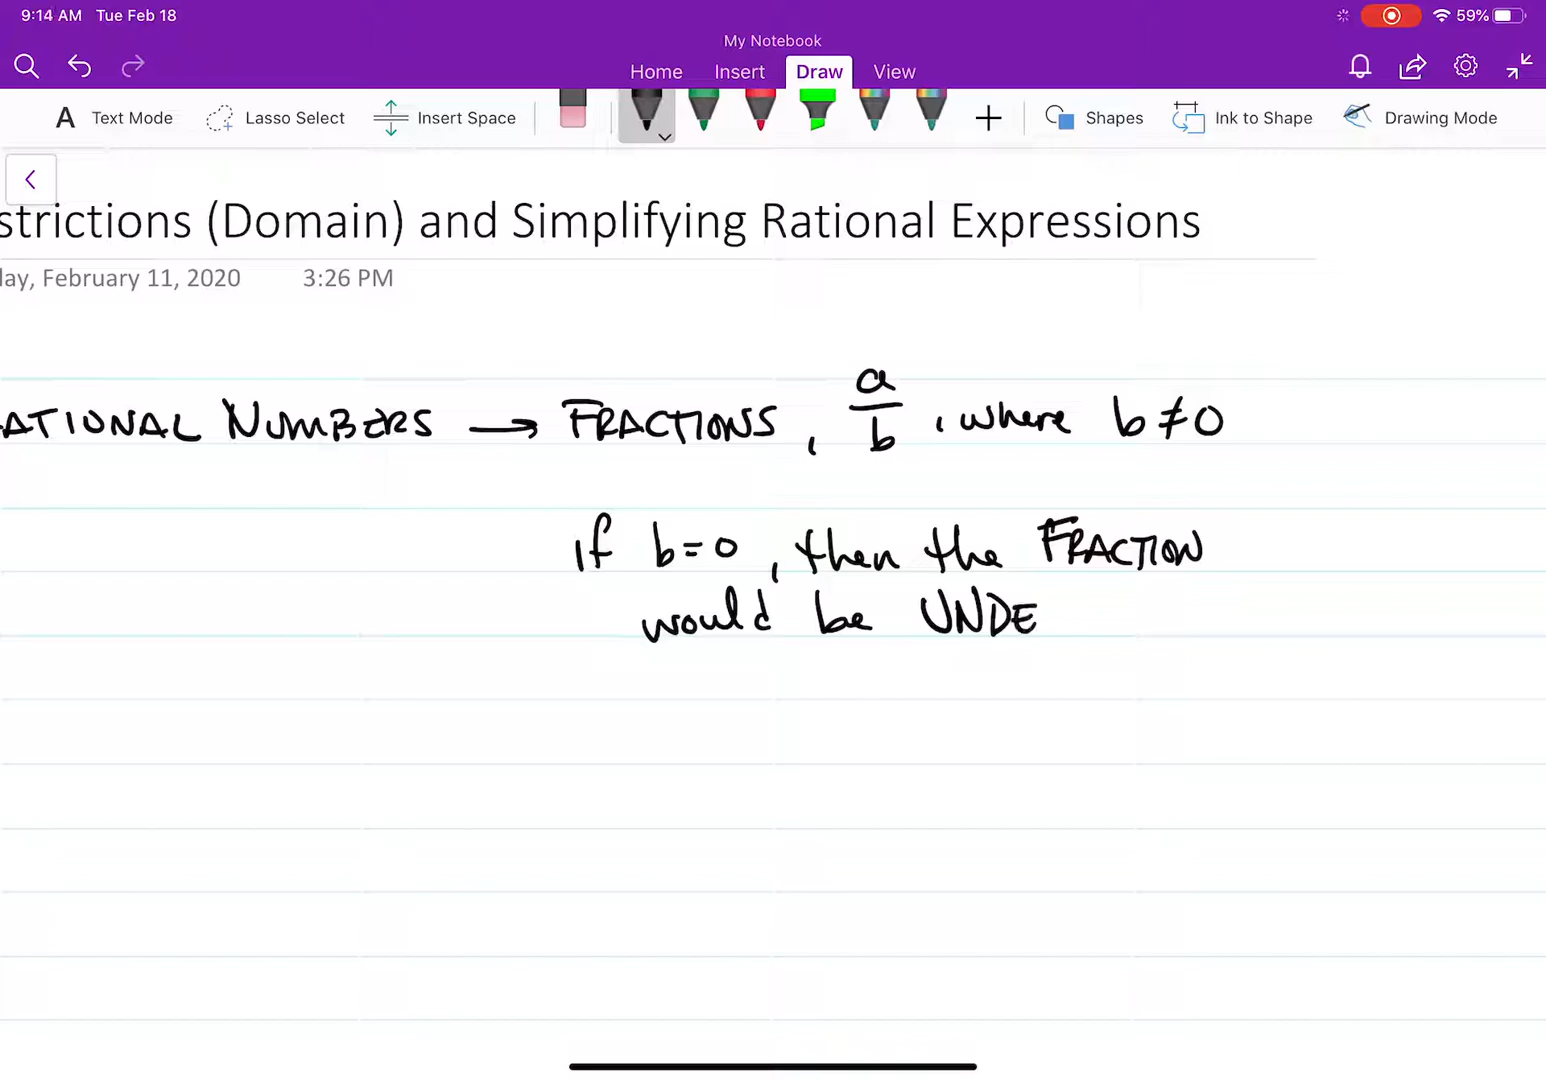 9:14 AM Tue Feb 18
59%
My Notebook
Home Insert Draw View
Text Mode Lasso Select Insert Space Shapes Ink to Shape Drawing Mode
strictions (Domain) and Simplifying Rational Expressions
ay, February 11, 2020 3:26 PM
ATIONAL NUMBERS → FRACTIONS, a/b, where b ≠ 0
if b = 0, then the FRACTION
would be UNDE